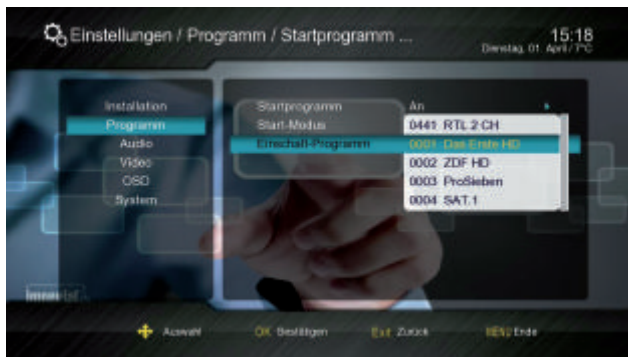 Einstellungen / Programm / Startprogramm ...
15:18
Dienstag, 01. April / 7°C
Installation
Programm
Audio
Video
OSD
System
Startprogramm An
Start-Modus
Einschalt-Programm
0441 RTL 2 CH
0001 Das Erste HD
0002 ZDF HD
0003 ProSieben
0004 SAT.1
Auswahl
OK Bestätigen
Exit Zurück
MENU Ende